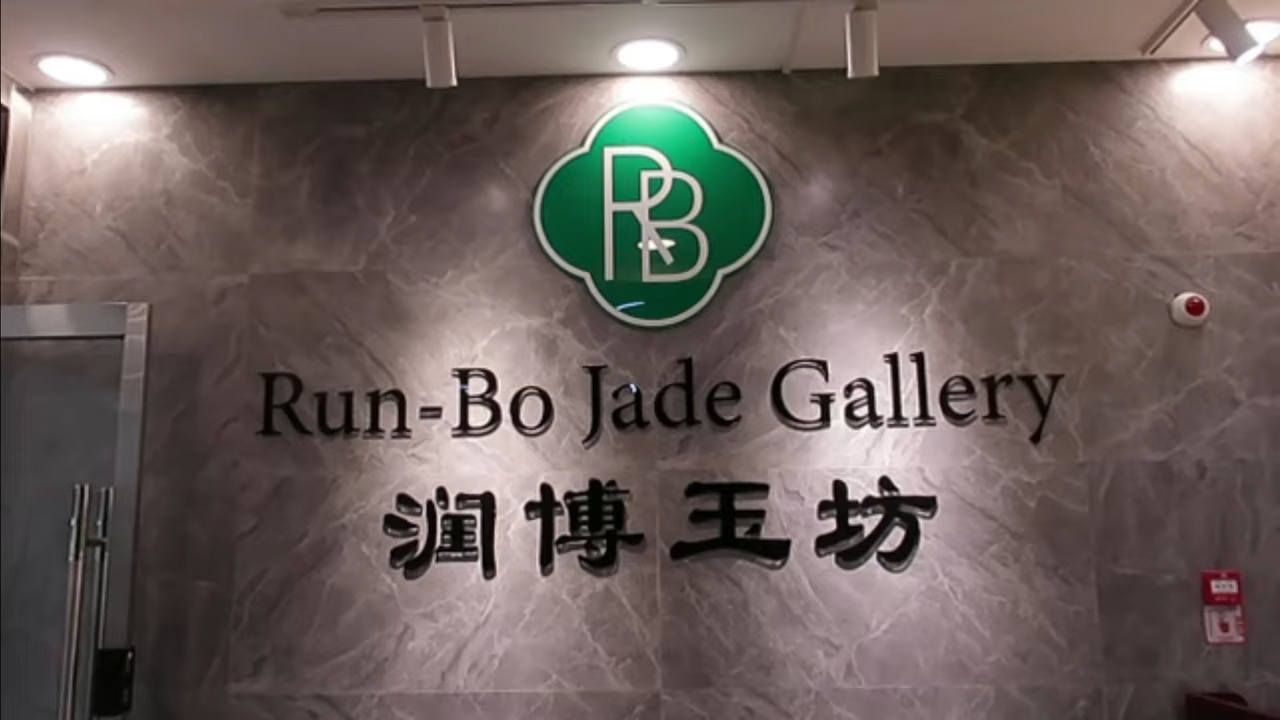 RB
Run-Bo Jade Gallery
润博玉坊